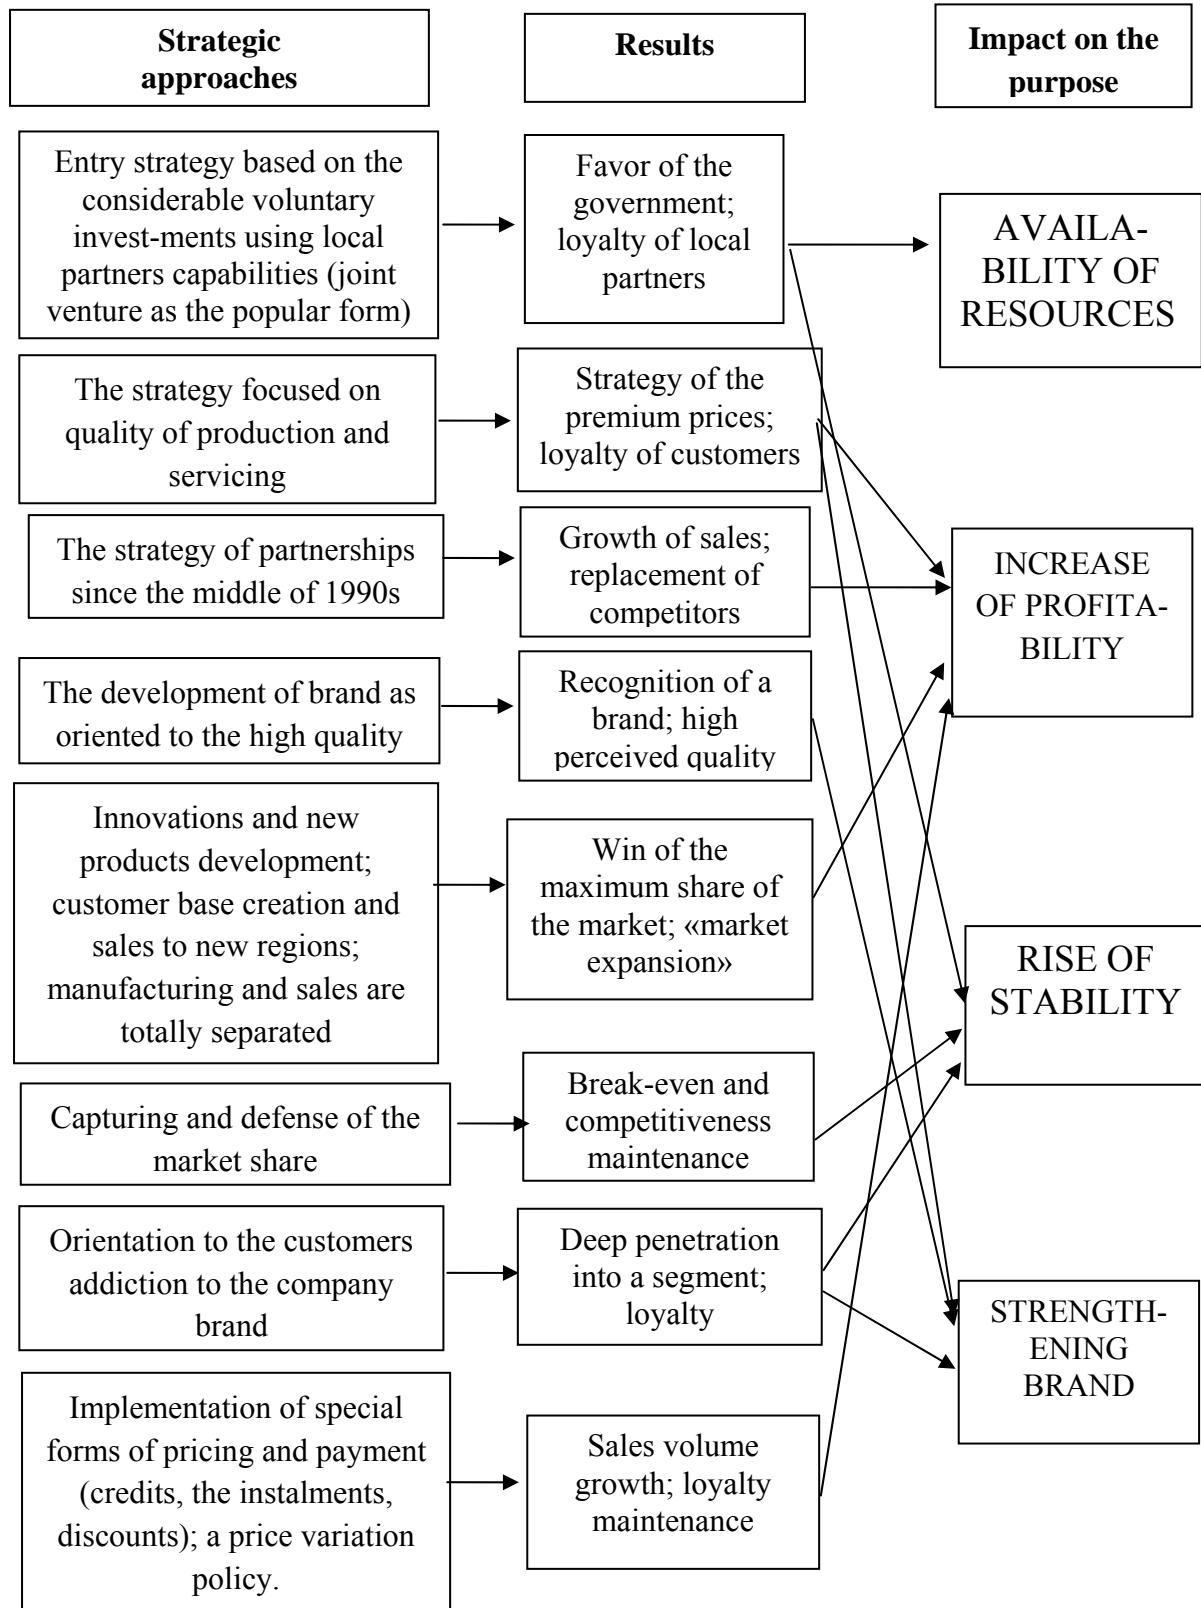 Strategic
approaches
Results
Impact on the
purpose
Entry strategy based on the
considerable voluntary
invest-ments using local
partners capabilities (joint
venture as the popular form)
Favor of the
government;
loyalty of local
partners
AVAILA-
BILITY OF
RESOURCES
The strategy focused on
quality of production and
servicing
Strategy of the
premium prices;
loyalty of customers
The strategy of partnerships
since the middle of 1990s
Growth of sales;
replacement of
competitors
INCREASE
OF PROFITA-
BILITY
The development of brand as
oriented to the high quality
Recognition of a
brand; high
perceived quality
Innovations and new
products development;
customer base creation and
sales to new regions;
manufacturing and sales are
totally separated
Win of the
maximum share of
the market; «market
expansion»
RISE OF
STABILITY
Capturing and defense of the
market share
Break-even and
competitiveness
maintenance
Orientation to the customers
addiction to the company
brand
Deep penetration
into a segment;
loyalty
STRENGTH-
ENING
BRAND
Implementation of special
forms of pricing and payment
(credits, the instalments,
discounts); a price variation
policy.
Sales volume
growth; loyalty
maintenance